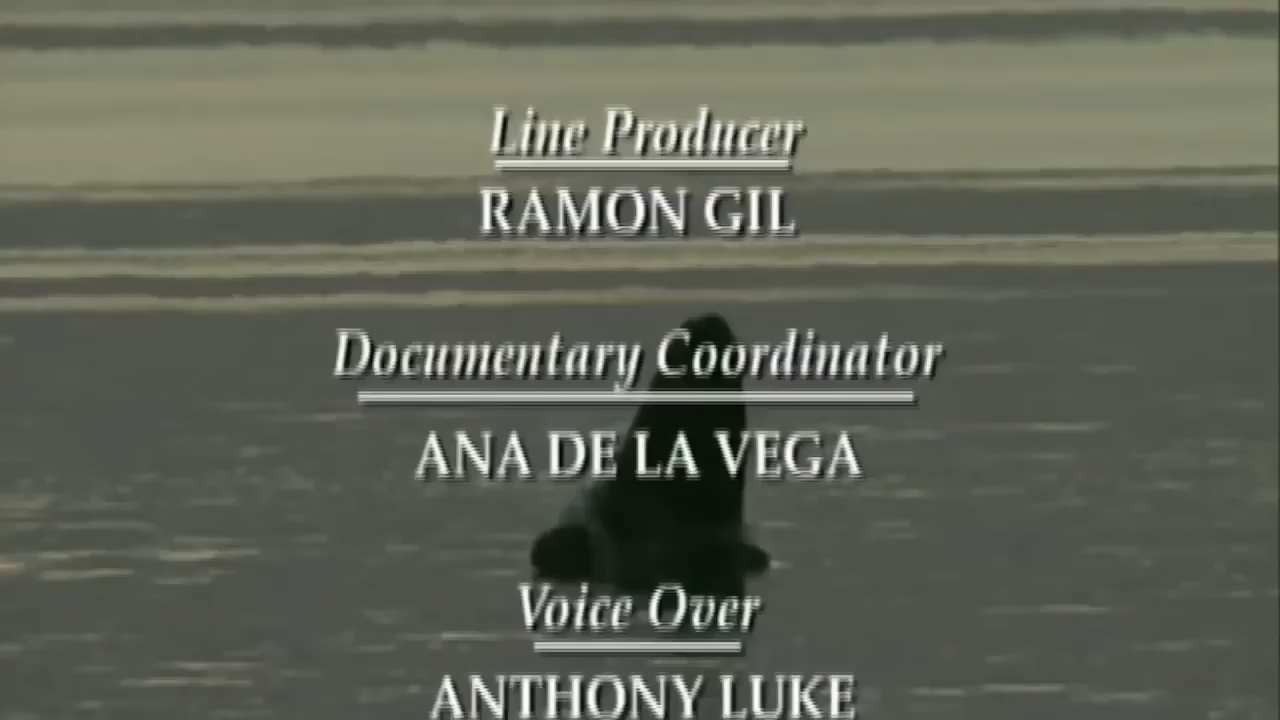 Line Producer
RAMON GIL
Documentary Coordinator
ANA DE LA VEGA
Voice Over
ANTHONY LUKE